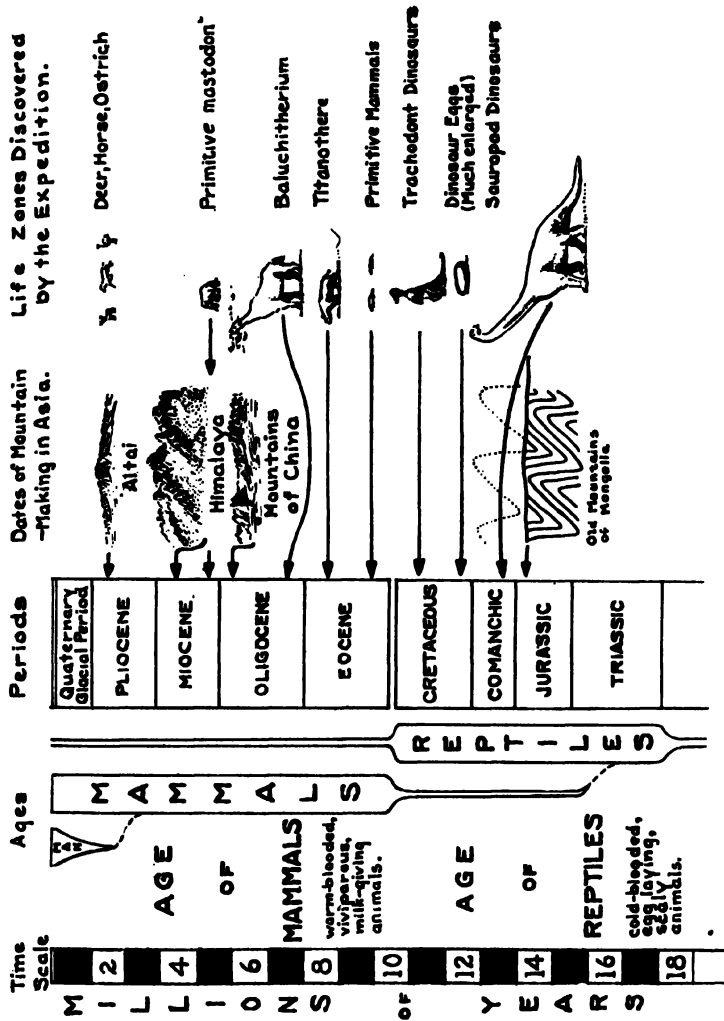 Time
Scale
Ages
Periods
Dates of Mountain
-Making in Asia.
Life Zones Discovered
by the Expedition.
MILLIONS
OF
YEARS
2
4
6
8
10
12
14
16
18
MAN
MAMMALS
REPTILES
AGE
OF
MAMMALS
warm-blooded,
viviparous,
milk-giving
animals.
AGE
OF
REPTILES
cold-blooded,
egg laying,
scaly
animals.
Quaternary
Glacial Period
PLIOCENE
MIOCENE.
OLIGOCENE
EOCENE
CRETACEOUS
COMANCHIC
JURASSIC
TRIASSIC
Altai
Himalaya
Mountains
of China
Old Mountains
of Mongolia
Deer, Horse, Ostrich
Primitive mastodon
Baluchitherium
Titanothere
Primitive Mammals
Trachodont Dinosaurs
Dinosaur Eggs
(Much enlarged)
Sauropod Dinosaurs